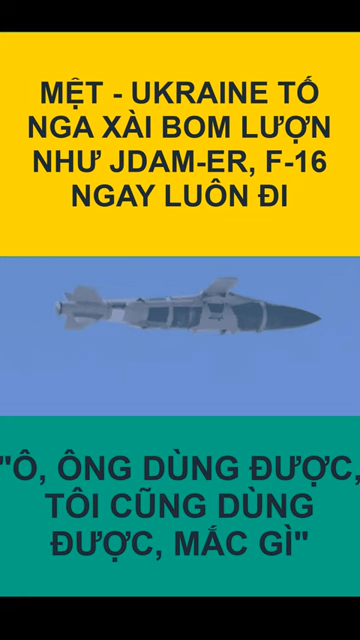 MỆT - UKRAINE TỐ
NGA XÀI BOM LƯỢN
NHƯ JDAM-ER, F-16
NGAY LUÔN ĐI
"Ô, ÔNG DÙNG ĐƯỢC,
TÔI CŨNG DÙNG
ĐƯỢC, MẮC GÌ"